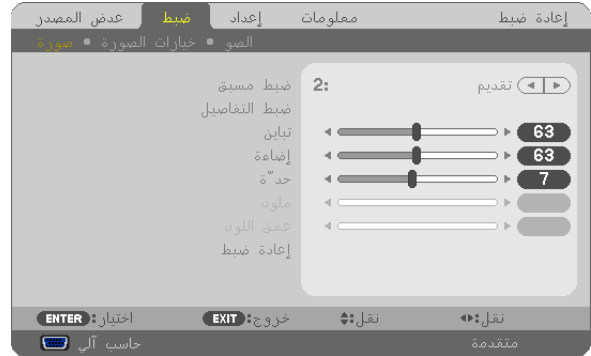 عرض المصدر ضبط إعداد معلومات إعادة ضبط
صورة • خيارات الصورة • الصو
ضبط مسبق 2: تقديم
ضبط التفاصيل
تباين 63
إضاءة 63
حدّة 7
ملون
عمق اللون
إعادة ضبط
ENTER: اختيار EXIT: خروج نقل: نقل:
حاسب آلي متقدمة